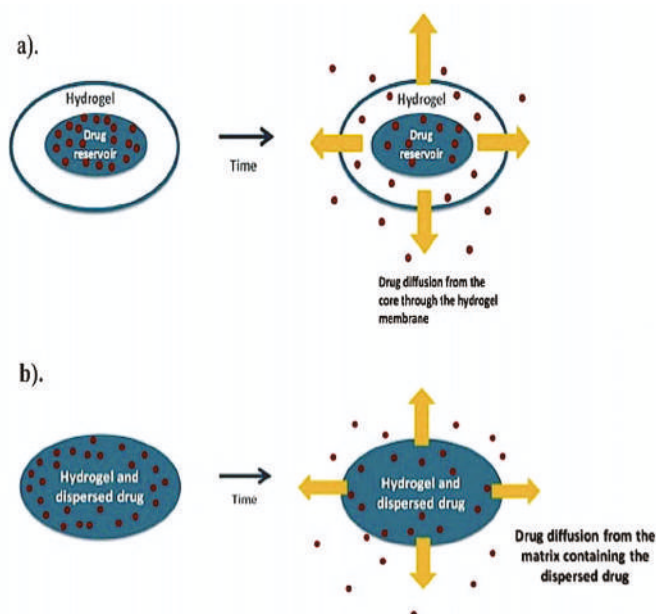 a).
Hydrogel
Drug
reservoir
Time
Hydrogel
Drug
reservoir
Drug diffusion from the
core through the hydrogel
membrane
b).
Hydrogel and
dispersed drug
Time
Hydrogel and
dispersed drug
Drug diffusion from the
matrix containing the
dispersed drug